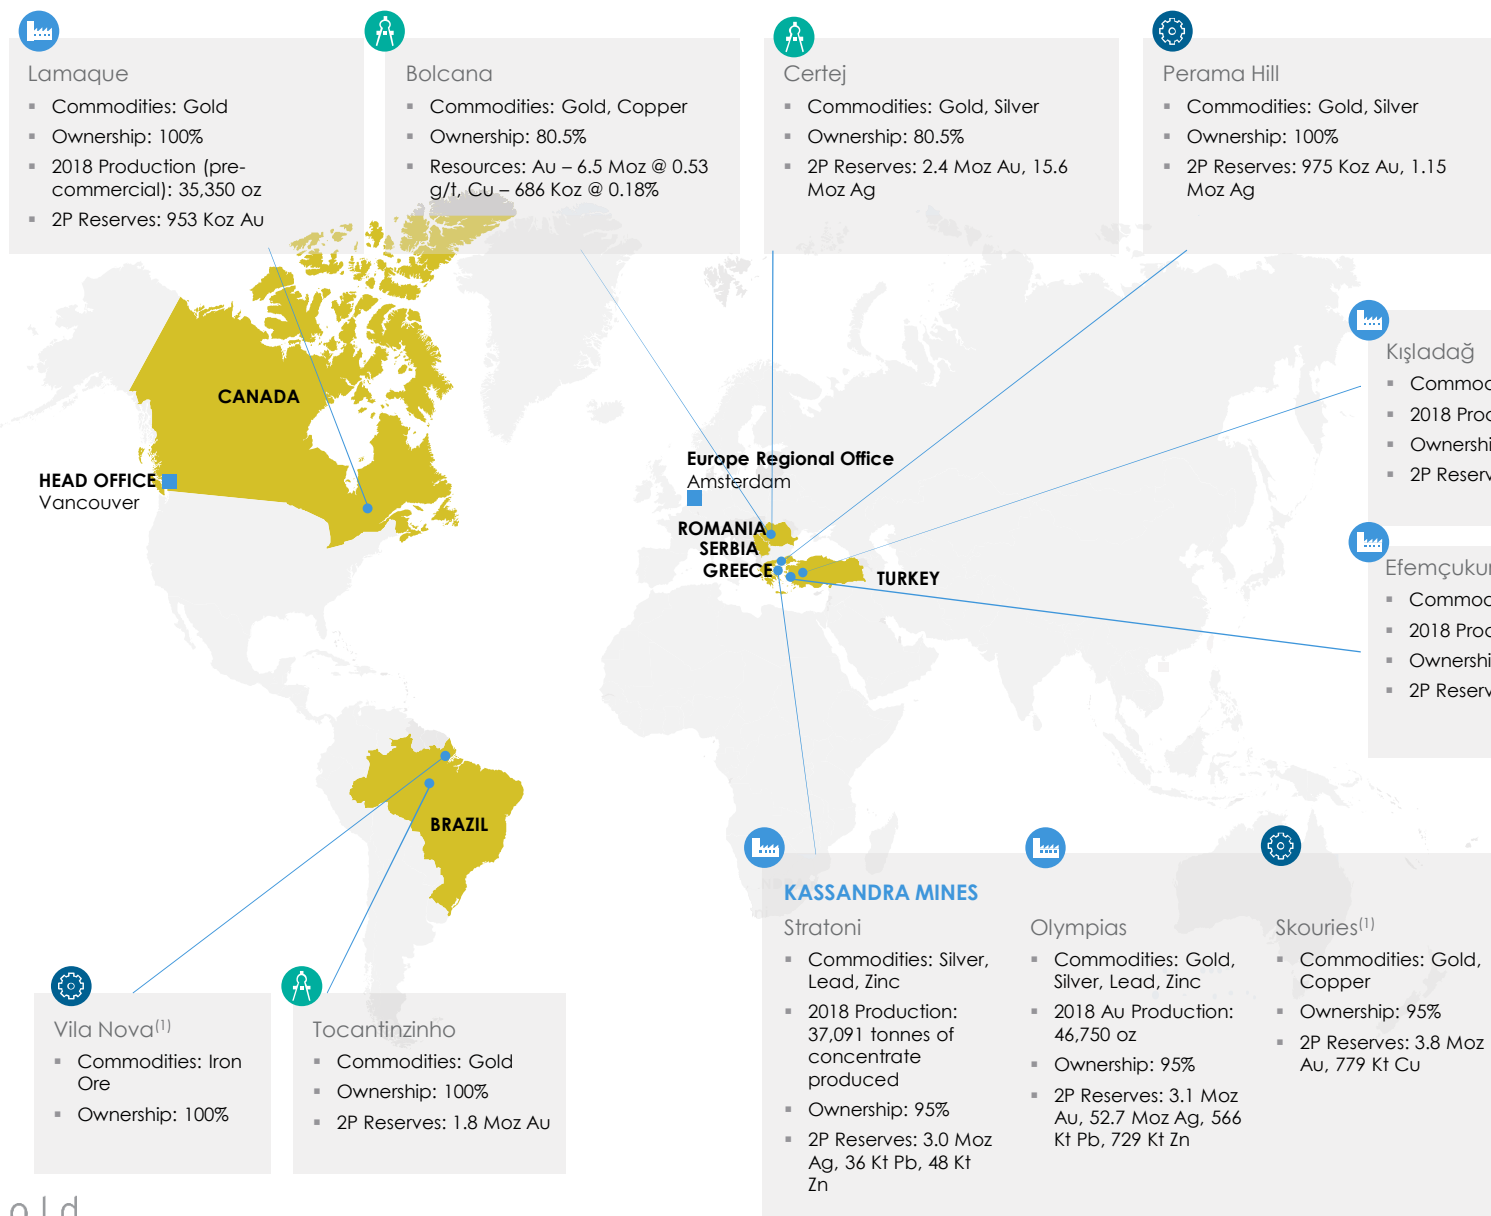 Lamaque
▪ Commodities: Gold
▪ Ownership: 100%
▪ 2018 Production (pre-
commercial): 35,350 oz
▪ 2P Reserves: 953 Koz Au
Bolcana
▪ Commodities: Gold, Copper
▪ Ownership: 80.5%
▪ Resources: Au – 6.5 Moz @ 0.53
g/t, Cu – 686 Koz @ 0.18%
Certej
▪ Commodities: Gold, Silver
▪ Ownership: 80.5%
▪ 2P Reserves: 2.4 Moz Au, 15.6
Moz Ag
Perama Hill
▪ Commodities: Gold, Silver
▪ Ownership: 100%
▪ 2P Reserves: 975 Koz Au, 1.15
Moz Ag
Kışladağ
▪ Commod
▪ 2018 Prod
▪ Ownershi
▪ 2P Reserv
CANADA
HEAD OFFICE
Vancouver
Europe Regional Office
Amsterdam
ROMANIA
SERBIA
GREECE
TURKEY
Efemçukur
▪ Commod
▪ 2018 Prod
▪ Ownershi
▪ 2P Reserv
BRAZIL
KASSANDRA MINES
Stratoni
▪ Commodities: Silver,
Lead, Zinc
▪ 2018 Production:
37,091 tonnes of
concentrate
produced
▪ Ownership: 95%
▪ 2P Reserves: 3.0 Moz
Ag, 36 Kt Pb, 48 Kt
Zn
Olympias
▪ Commodities: Gold,
Silver, Lead, Zinc
▪ 2018 Au Production:
46,750 oz
▪ Ownership: 95%
▪ 2P Reserves: 3.1 Moz
Au, 52.7 Moz Ag, 566
Kt Pb, 729 Kt Zn
Skouries(1)
▪ Commodities: Gold,
Copper
▪ Ownership: 95%
▪ 2P Reserves: 3.8 Moz
Au, 779 Kt Cu
Vila Nova(1)
▪ Commodities: Iron
Ore
▪ Ownership: 100%
Tocantinzinho
▪ Commodities: Gold
▪ Ownership: 100%
▪ 2P Reserves: 1.8 Moz Au
old